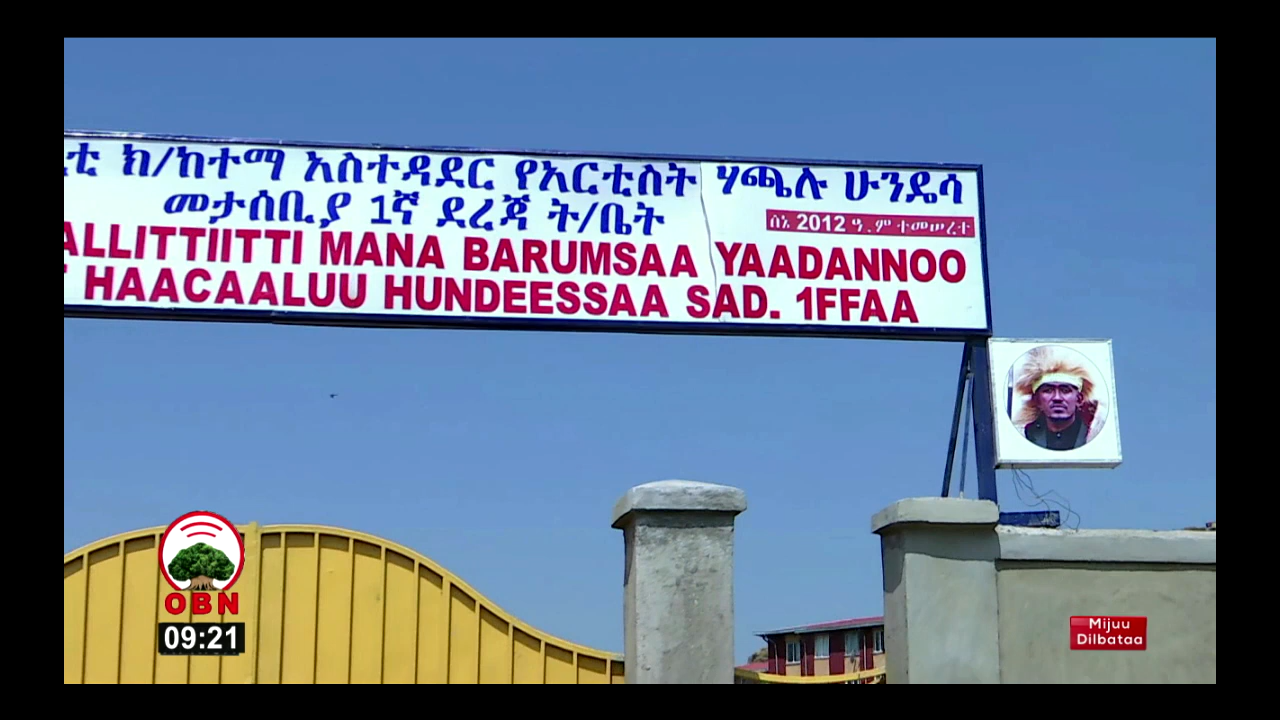 ክ/ከተማ አስተዳደር የአርቲስት ሃጫሉ ሁንዴሳ
መታሰቢያ 1ኛ ደረጃ ት/ቤት
ሰኔ 2012 ዓ.ም ተመሠረተ
ALLITTIITTI MANA BARUMSAA YAADANNOO
HAACAALUU HUNDEESSAA SAD. 1FFAA
OBN
09:21
Mijuu
Dilbataa